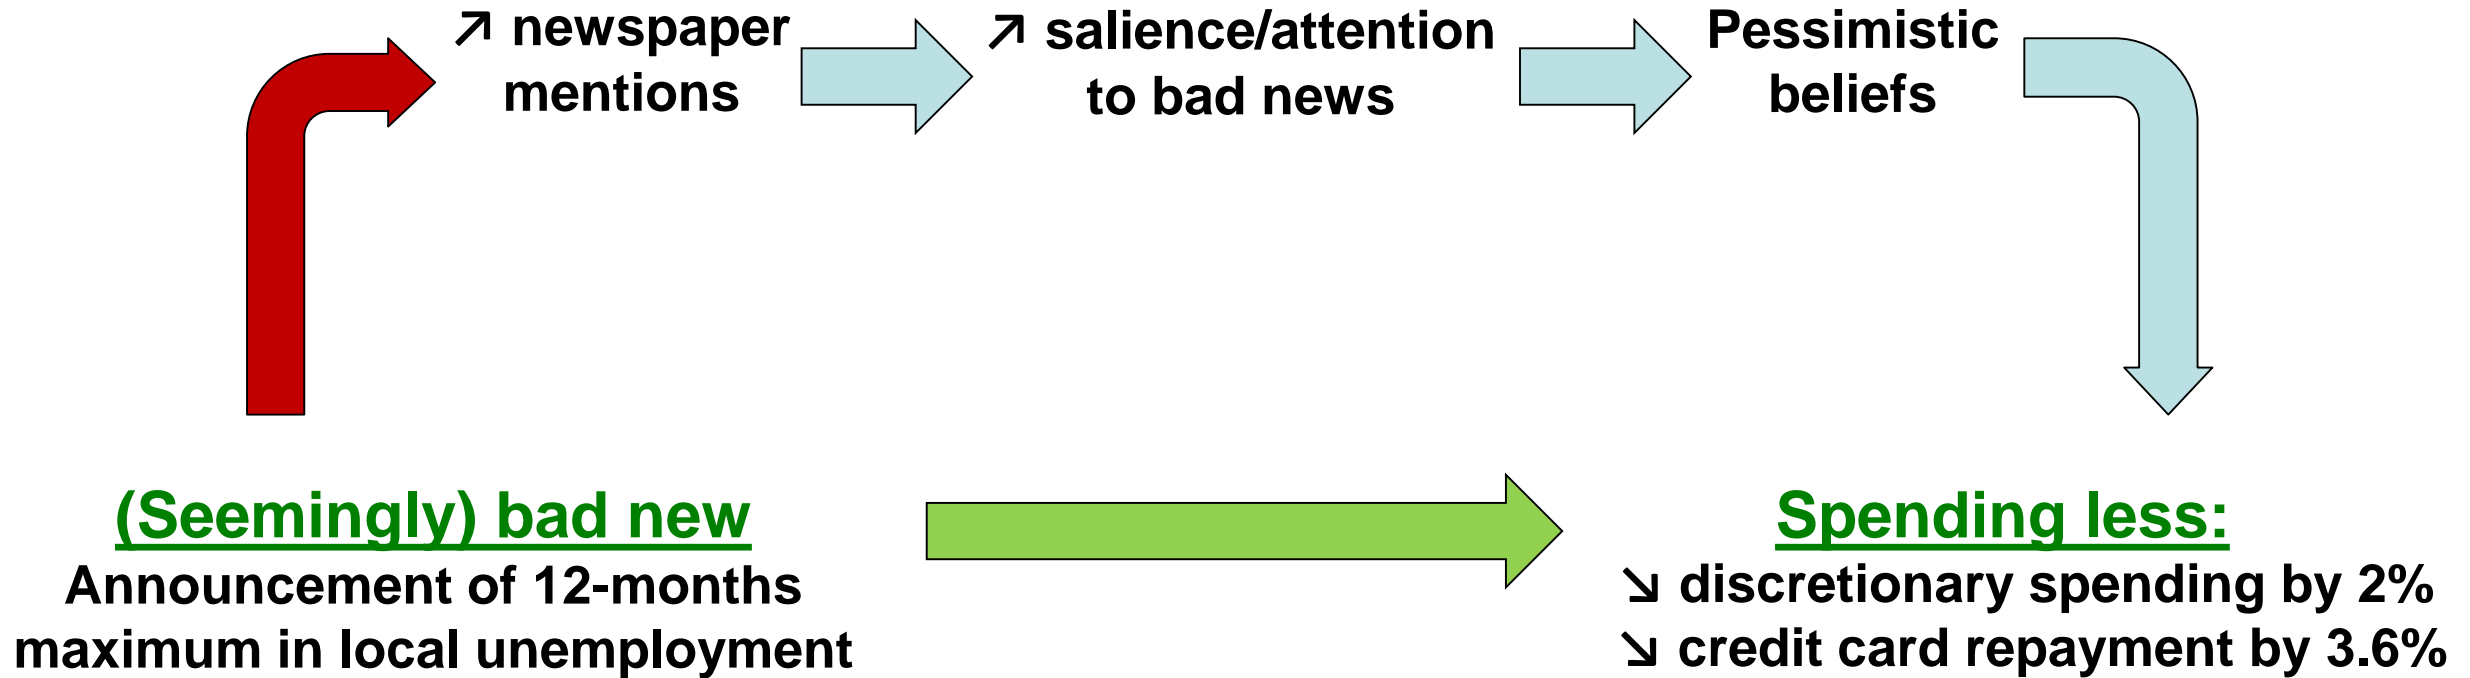 ↗ newspaper
mentions
↗ salience/attention
to bad news
Pessimistic
beliefs
(Seemingly) bad new
Announcement of 12-months
maximum in local unemployment
Spending less:
↘ discretionary spending by 2%
↘ credit card repayment by 3.6%